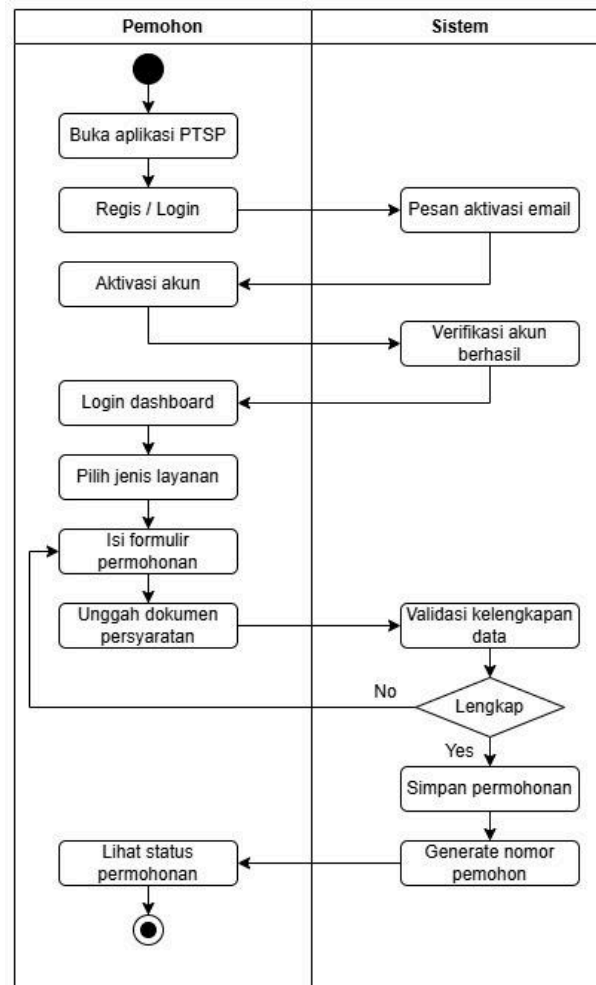 Pemohon
Sistem
Buka aplikasi PTSP
Regis / Login
Pesan aktivasi email
Aktivasi akun
Verifikasi akun
berhasil
Login dashboard
Pilih jenis layanan
Isi formulir
permohonan
Unggah dokumen
persyaratan
Validasi kelengkapan
data
No
Lengkap
Yes
Simpan permohonan
Generate nomor
pemohon
Lihat status
permohonan